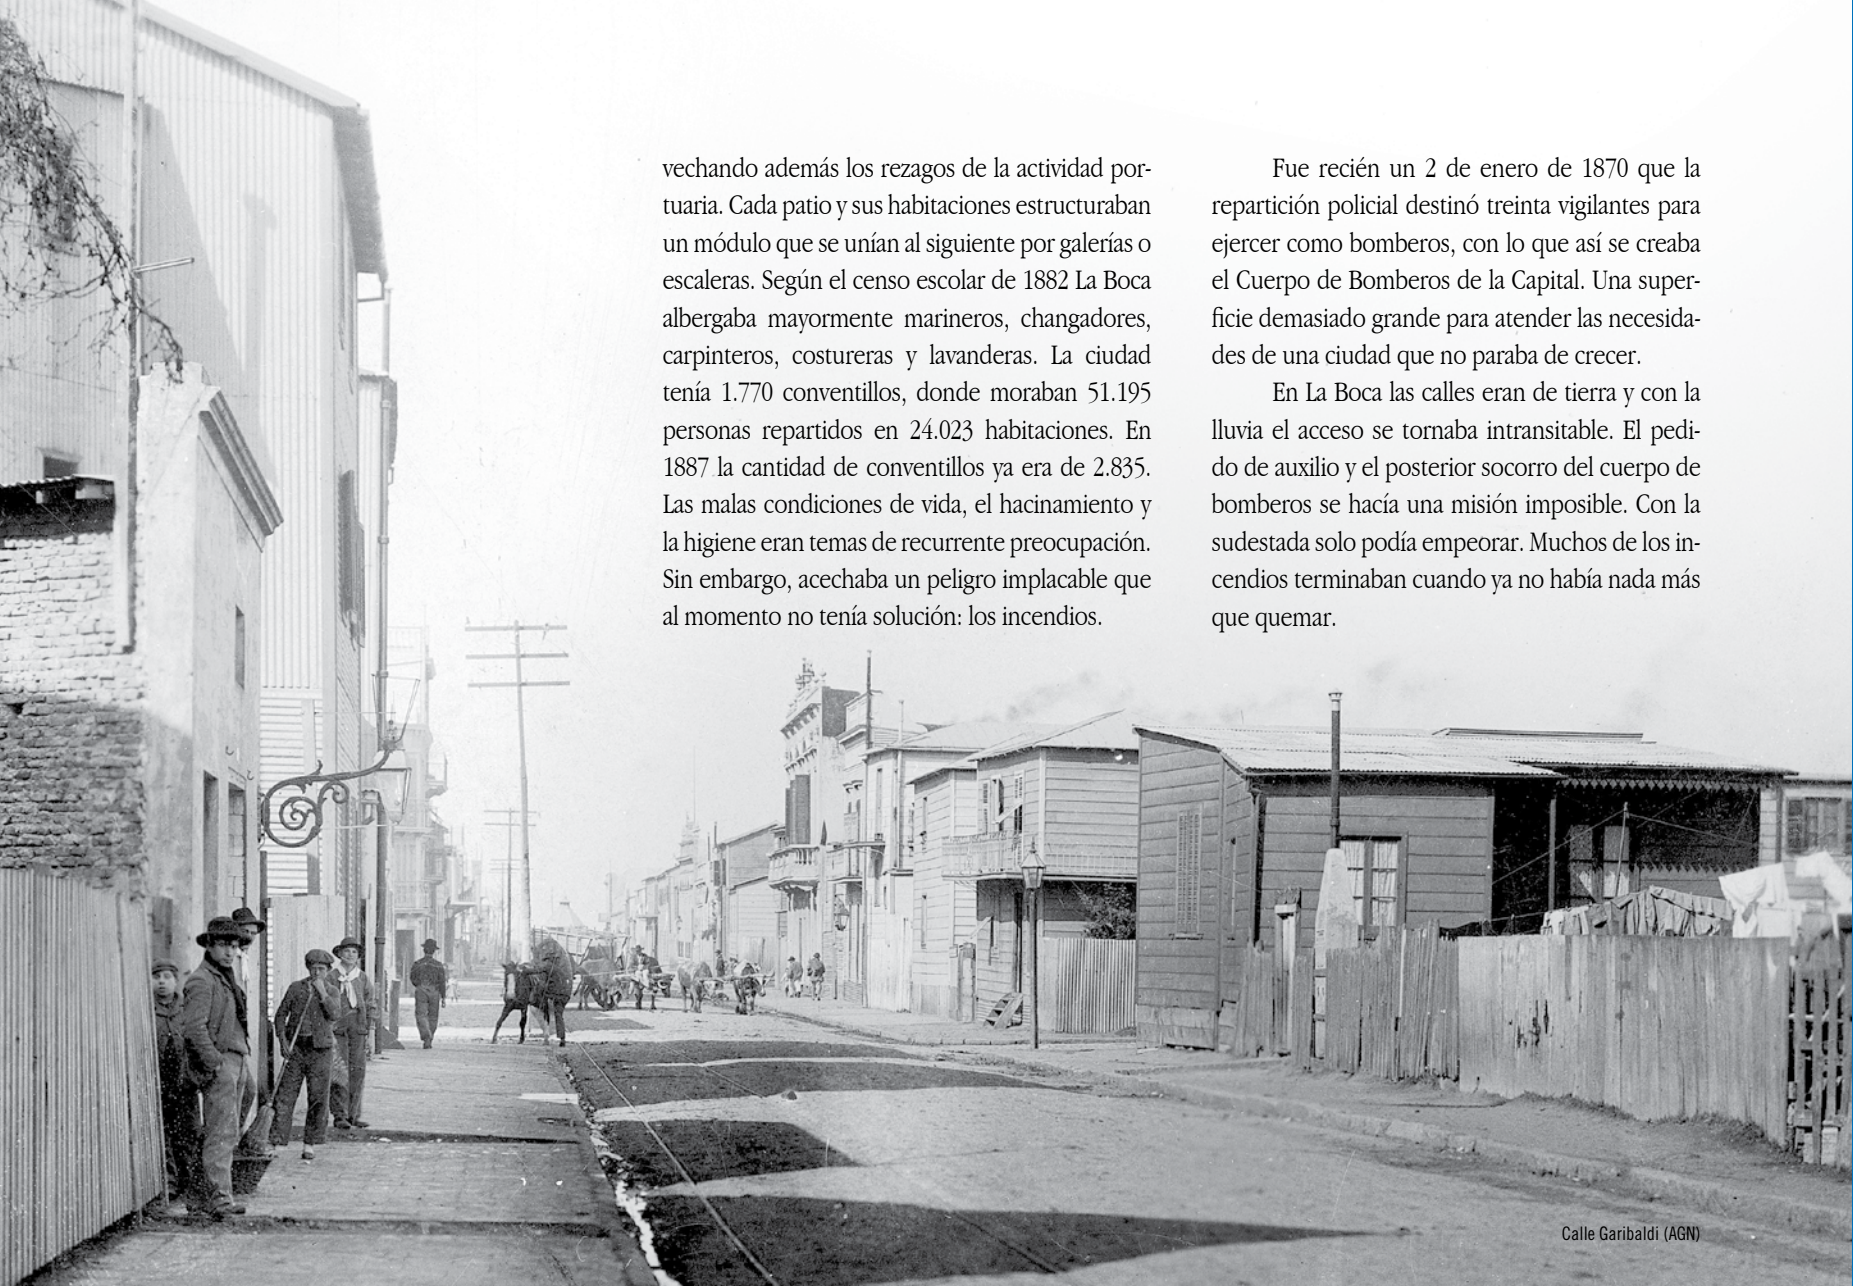 vechando además los rezagos de la actividad por-
tuaria. Cada patio y sus habitaciones estructuraban
un módulo que se unían al siguiente por galerías o
escaleras. Según el censo escolar de 1882 La Boca
albergaba mayormente marineros, changadores,
carpinteros, costureras y lavanderas. La ciudad
tenía 1.770 conventillos, donde moraban 51.195
personas repartidos en 24.023 habitaciones. En
1887 la cantidad de conventillos ya era de 2.835.
Las malas condiciones de vida, el hacinamiento y
la higiene eran temas de recurrente preocupación.
Sin embargo, acechaba un peligro implacable que
al momento no tenía solución: los incendios.
Fue recién un 2 de enero de 1870 que la
repartición policial destinó treinta vigilantes para
ejercer como bomberos, con lo que así se creaba
el Cuerpo de Bomberos de la Capital. Una super-
ficie demasiado grande para atender las necesida-
des de una ciudad que no paraba de crecer.
En La Boca las calles eran de tierra y con la
lluvia el acceso se tornaba intransitable. El pedi-
do de auxilio y el posterior socorro del cuerpo de
bomberos se hacía una misión imposible. Con la
sudestada solo podía empeorar. Muchos de los in-
cendios terminaban cuando ya no había nada más
que quemar.
Calle Garibaldi (AGN)